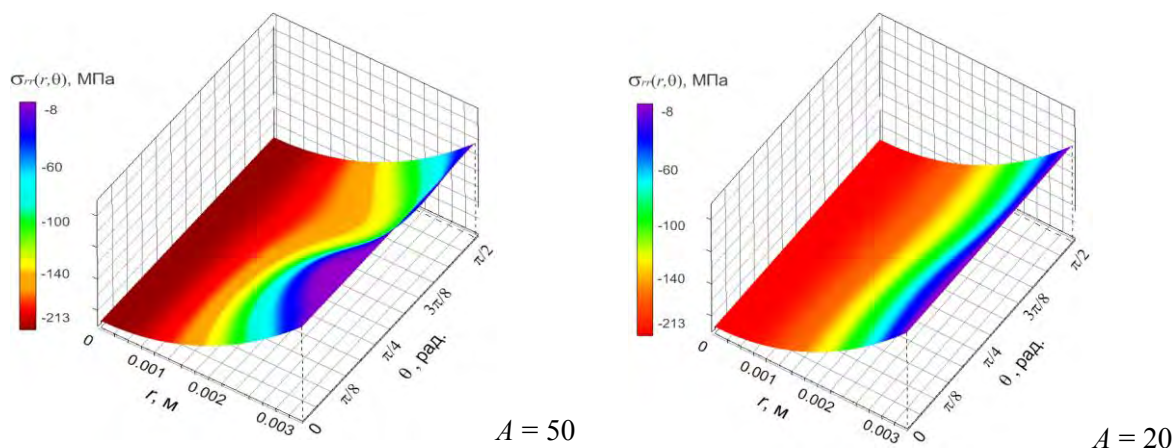 σrr(r,θ), МПа
-8
-60
-100
-140
-213
0
0.001
0.002
0.003
r, м
0
π/8
π/4
3π/8
π/2
θ, рад.
A = 50
σrr(r,θ), МПа
-8
-60
-100
-140
-213
0
0.001
0.002
0.003
r, м
0
π/8
π/4
3π/8
π/2
θ, рад.
A = 20